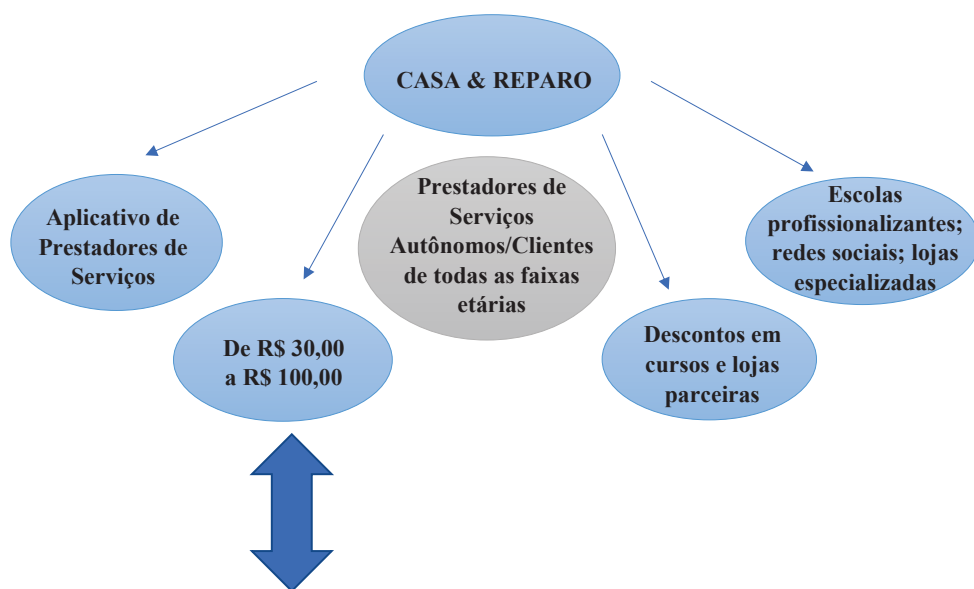 CASA & REPARO
Aplicativo de
Prestadores de
Serviços
Prestadores de
Serviços
Autônomos/Clientes
de todas as faixas
etárias
Escolas
profissionalizantes;
redes sociais; lojas
especializadas
De R$ 30,00
a R$ 100,00
Descontos em
cursos e lojas
parceiras